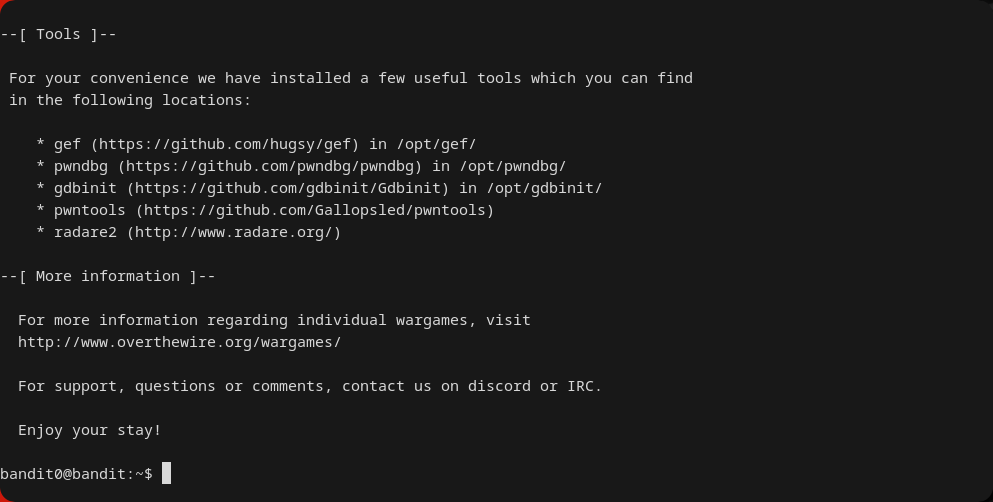 --[ Tools ]--
For your convenience we have installed a few useful tools which you can find
in the following locations:
* gef (https://github.com/hugsy/gef) in /opt/gef/
* pwndbg (https://github.com/pwndbg/pwndbg) in /opt/pwndbg/
* gdbinit (https://github.com/gdbinit/Gdbinit) in /opt/gdbinit/
* pwntools (https://github.com/Gallopsled/pwntools)
* radare2 (http://www.radare.org/)
--[ More information ]--
For more information regarding individual wargames, visit
http://www.overthewire.org/wargames/
For support, questions or comments, contact us on discord or IRC.
Enjoy your stay!
bandit0@bandit:~$